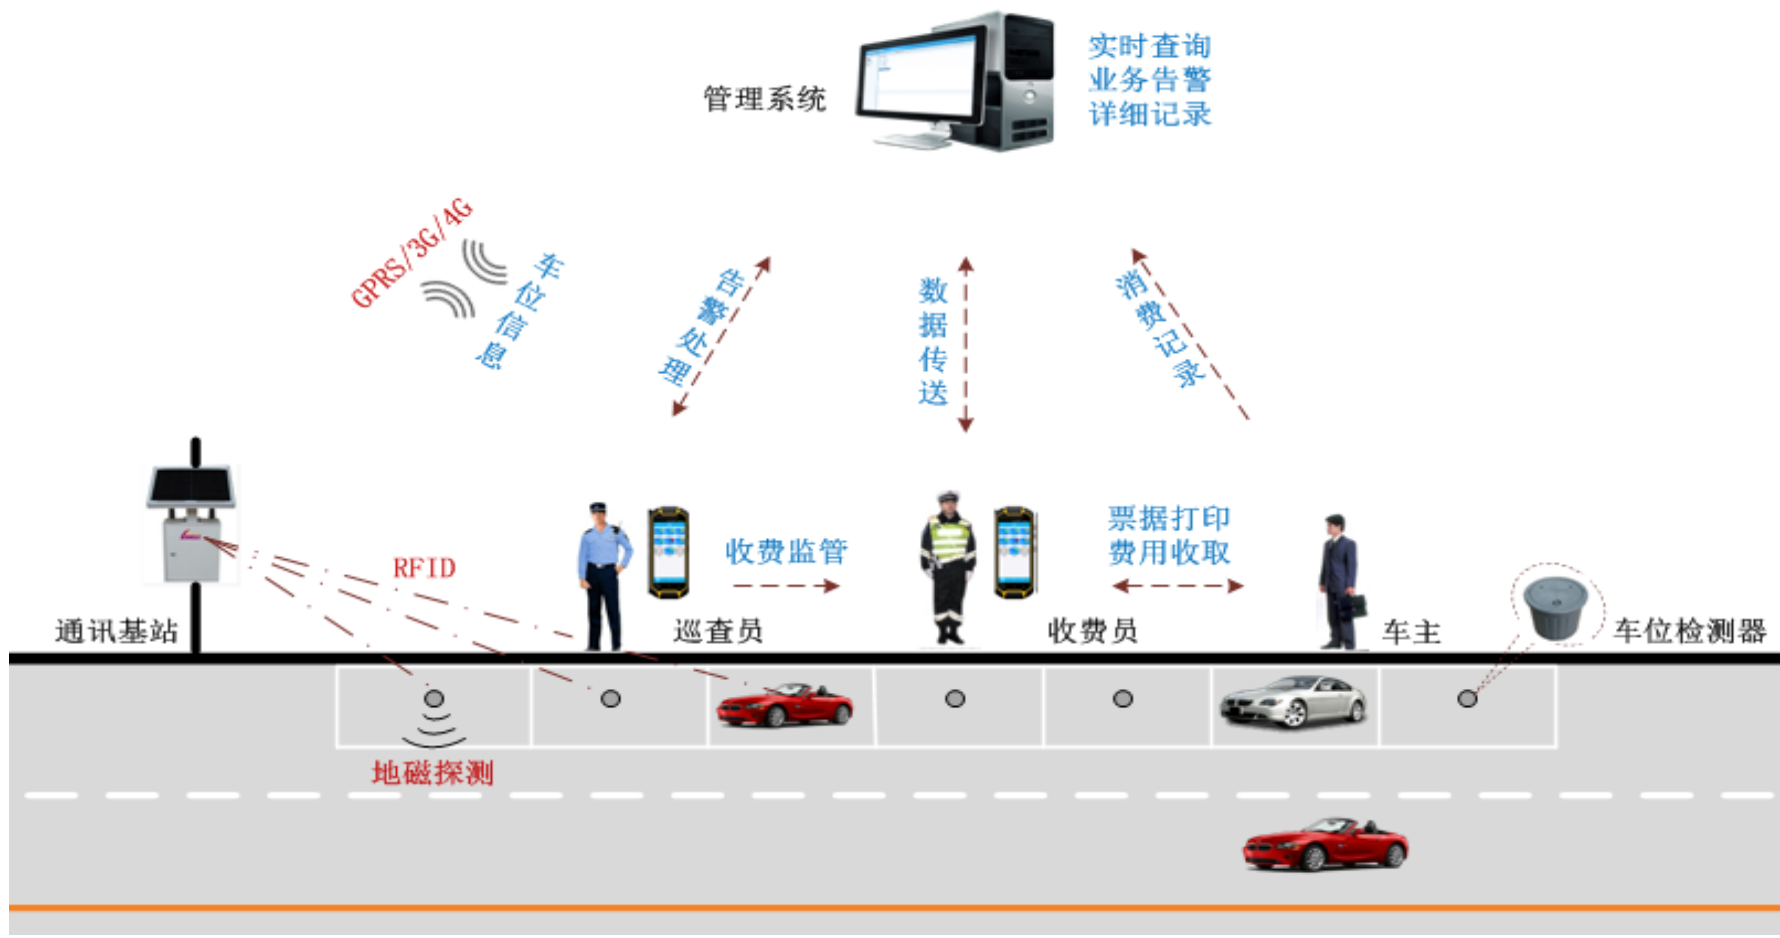 管理系统
实时查询
业务告警
详细记录
GPRS/3G/4G
车位信息
告警处理
数据传送
消费记录
RFID
收费监管
票据打印
费用收取
通讯基站
巡查员
收费员
车主
车位检测器
地磁探测